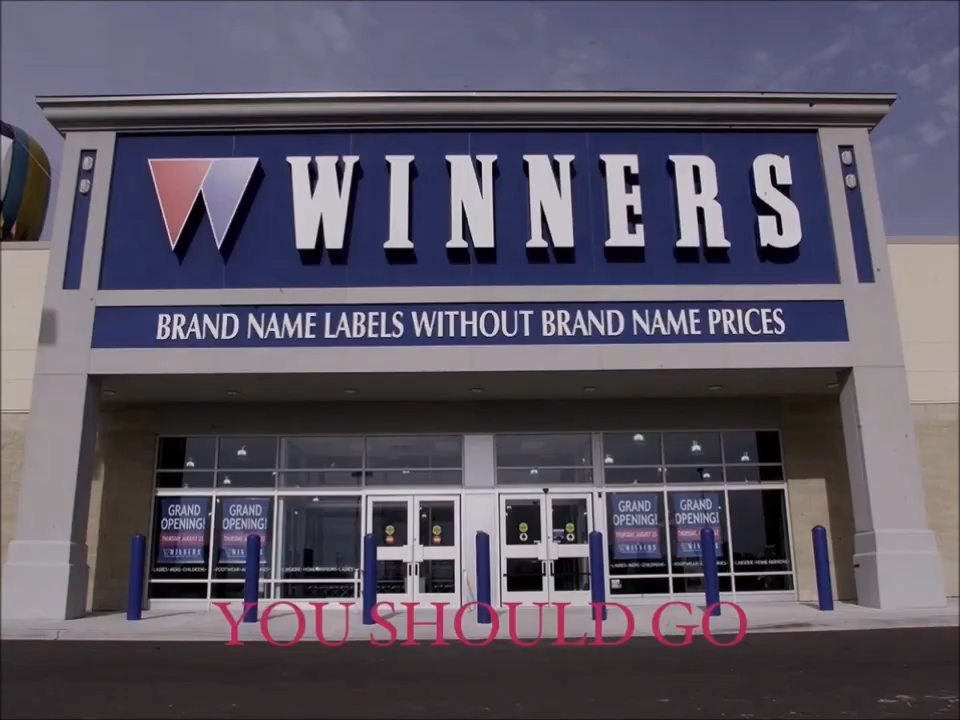 WINNERS
BRAND NAME LABELS WITHOUT BRAND NAME PRICES
GRAND OPENING!
GRAND OPENING!
GRAND OPENING!
GRAND OPENING!
YOU SHOULD GO